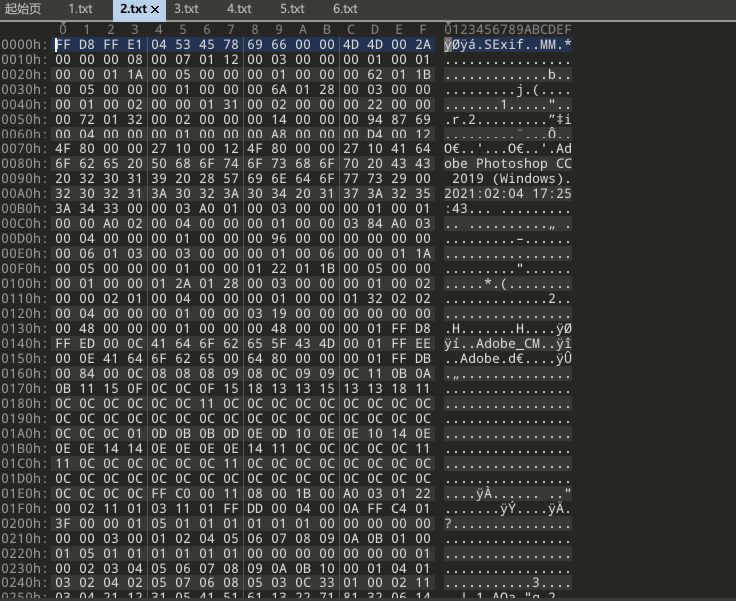 起始页 1.txt 2.txt × 3.txt 4.txt 5.txt 6.txt
0 1 2 3 4 5 6 7 8 9 A B C D E F 0123456789ABCDEF
0000h: FF D8 FF E1 04 53 45 78 69 66 00 00 4D 4D 00 2A ÿØÿá.SExif..MM.*
0010h: 00 00 00 08 00 07 01 12 00 03 00 00 00 01 00 01 ................
0020h: 00 00 01 1A 00 05 00 00 00 01 00 00 00 62 01 1B .............b..
0030h: 00 05 00 00 00 01 00 00 00 6A 01 28 00 03 00 00 .........j.(....
0040h: 00 01 00 02 00 00 01 31 00 02 00 00 00 22 00 00 .......1....."..
0050h: 00 72 01 32 00 02 00 00 00 14 00 00 00 94 87 69 .r.2.........”‡i
0060h: 00 04 00 00 00 01 00 00 00 A8 00 00 00 D4 00 12 .........¨...Ô..
0070h: 4F 80 00 00 27 10 00 12 4F 80 00 00 27 10 41 64 O€..'...O€..'.Ad
0080h: 6F 62 65 20 50 68 6F 74 6F 73 68 6F 70 20 43 43 obe Photoshop CC
0090h: 20 32 30 31 39 20 28 57 69 6E 64 6F 77 73 29 00 2019 (Windows).
00A0h: 32 30 32 31 3A 30 32 3A 30 34 20 31 37 3A 32 35 2021:02:04 17:25
00B0h: 3A 34 33 00 00 03 A0 01 00 03 00 00 00 01 00 01 :43... .........
00C0h: 00 00 A0 02 00 04 00 00 00 01 00 00 03 84 A0 03 .. ..........„ .
00D0h: 00 04 00 00 00 01 00 00 00 96 00 00 00 00 00 00 .........–......
00E0h: 00 06 01 03 00 03 00 00 00 01 00 06 00 00 01 1A ................
00F0h: 00 05 00 00 00 01 00 00 01 22 01 1B 00 05 00 00 ........."......
0100h: 00 01 00 00 01 2A 01 28 00 03 00 00 00 01 00 02 .....*.(........
0110h: 00 00 02 01 00 04 00 00 00 01 00 00 01 32 02 02 .............2..
0120h: 00 04 00 00 00 01 00 00 03 19 00 00 00 00 00 00 ................
0130h: 00 48 00 00 00 01 00 00 00 48 00 00 00 01 FF D8 .H.......H....ÿØ
0140h: FF ED 00 0C 41 64 6F 62 65 5F 43 4D 00 01 FF EE ÿí..Adobe_CM..ÿî
0150h: 00 0E 41 64 6F 62 65 00 64 80 00 00 00 01 FF DB ..Adobe.d€....ÿÛ
0160h: 00 84 00 0C 08 08 08 09 08 0C 09 09 0C 11 0B 0A .„..............
0170h: 0B 11 15 0F 0C 0C 0F 15 18 13 13 15 13 13 18 11 ................
0180h: 0C 0C 0C 0C 0C 0C 11 0C 0C 0C 0C 0C 0C 0C 0C 0C ................
0190h: 0C 0C 0C 0C 0C 0C 0C 0C 0C 0C 0C 0C 0C 0C 0C 0C ................
01A0h: 0C 0C 0C 01 0D 0B 0B 0D 0E 0D 10 0E 0E 10 14 0E ................
01B0h: 0E 0E 14 14 0E 0E 0E 0E 14 11 0C 0C 0C 0C 0C 11 ................
01C0h: 11 0C 0C 0C 0C 0C 0C 11 0C 0C 0C 0C 0C 0C 0C 0C ................
01D0h: 0C 0C 0C 0C 0C 0C 0C 0C 0C 0C 0C 0C 0C 0C 0C 0C ................
01E0h: 0C 0C 0C 0C FF C0 00 11 08 00 1B 00 A0 03 01 22 ....ÿÀ...... .."
01F0h: 00 02 11 01 03 11 01 FF DD 00 04 00 0A FF C4 01 .......ÿÝ....ÿÄ.
0200h: 3F 00 00 01 05 01 01 01 01 01 01 00 00 00 00 00 ?...............
0210h: 00 00 03 00 01 02 04 05 06 07 08 09 0A 0B 01 00 ................
0220h: 01 05 01 01 01 01 01 01 00 00 00 00 00 00 00 01 ................
0230h: 00 02 03 04 05 06 07 08 09 0A 0B 10 00 01 04 01 ................
0240h: 03 02 04 02 05 07 06 08 05 03 0C 33 01 00 02 11 ...........3....
0250h: 03 04 21 12 31 05 41 51 61 13 22 71 81 32 06 14 ..!.1.AQa."q.2..